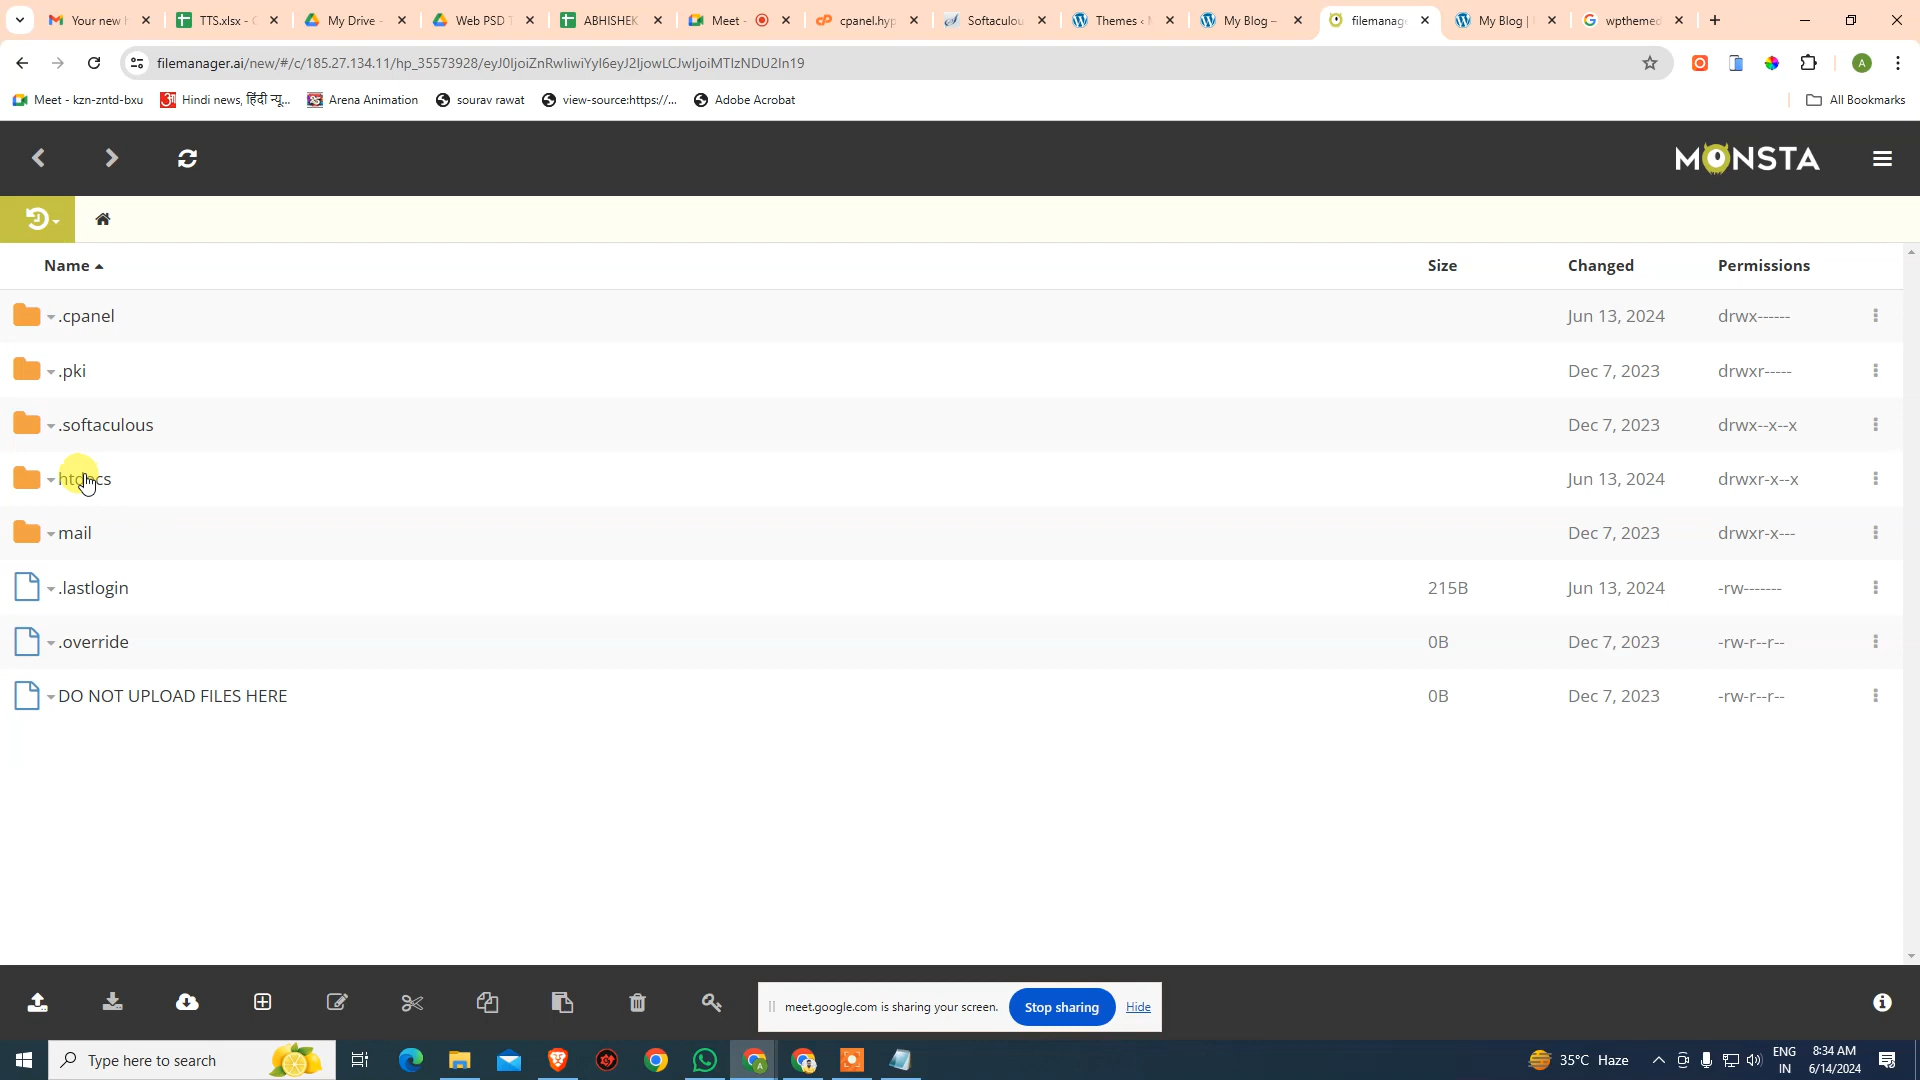 Your new h
TTS.xlsx - G
My Drive -
Web PSD T
ABHISHEK
Meet -
cpanel.hyp
Softaculou
Themes ‹ M
My Blog –
filemanage
My Blog |
wpthemed
filemanager.ai/new/#/c/185.27.134.11/hp_35573928/eyJ0IjoiZnRwIiwiYyI6eyJ2IjowLCJwIjoiMTIzNDU2In19
A
Meet - kzn-zntd-bxu
Hindi news, हिंदी न्यू...
Arena Animation
sourav rawat
view-source:https://...
Adobe Acrobat
All Bookmarks
MONSTA
Name Size Changed Permissions
.cpanel Jun 13, 2024 drwx------
.pki Dec 7, 2023 drwxr-----
.softaculous Dec 7, 2023 drwx--x--x
htdocs Jun 13, 2024 drwxr-x--x
mail Dec 7, 2023 drwxr-x---
.lastlogin 215B Jun 13, 2024 -rw-------
.override 0B Dec 7, 2023 -rw-r--r--
DO NOT UPLOAD FILES HERE 0B Dec 7, 2023 -rw-r--r--
meet.google.com is sharing your screen. Stop sharing Hide
Type here to search
35°C Haze
ENG
IN
8:34 AM
6/14/2024